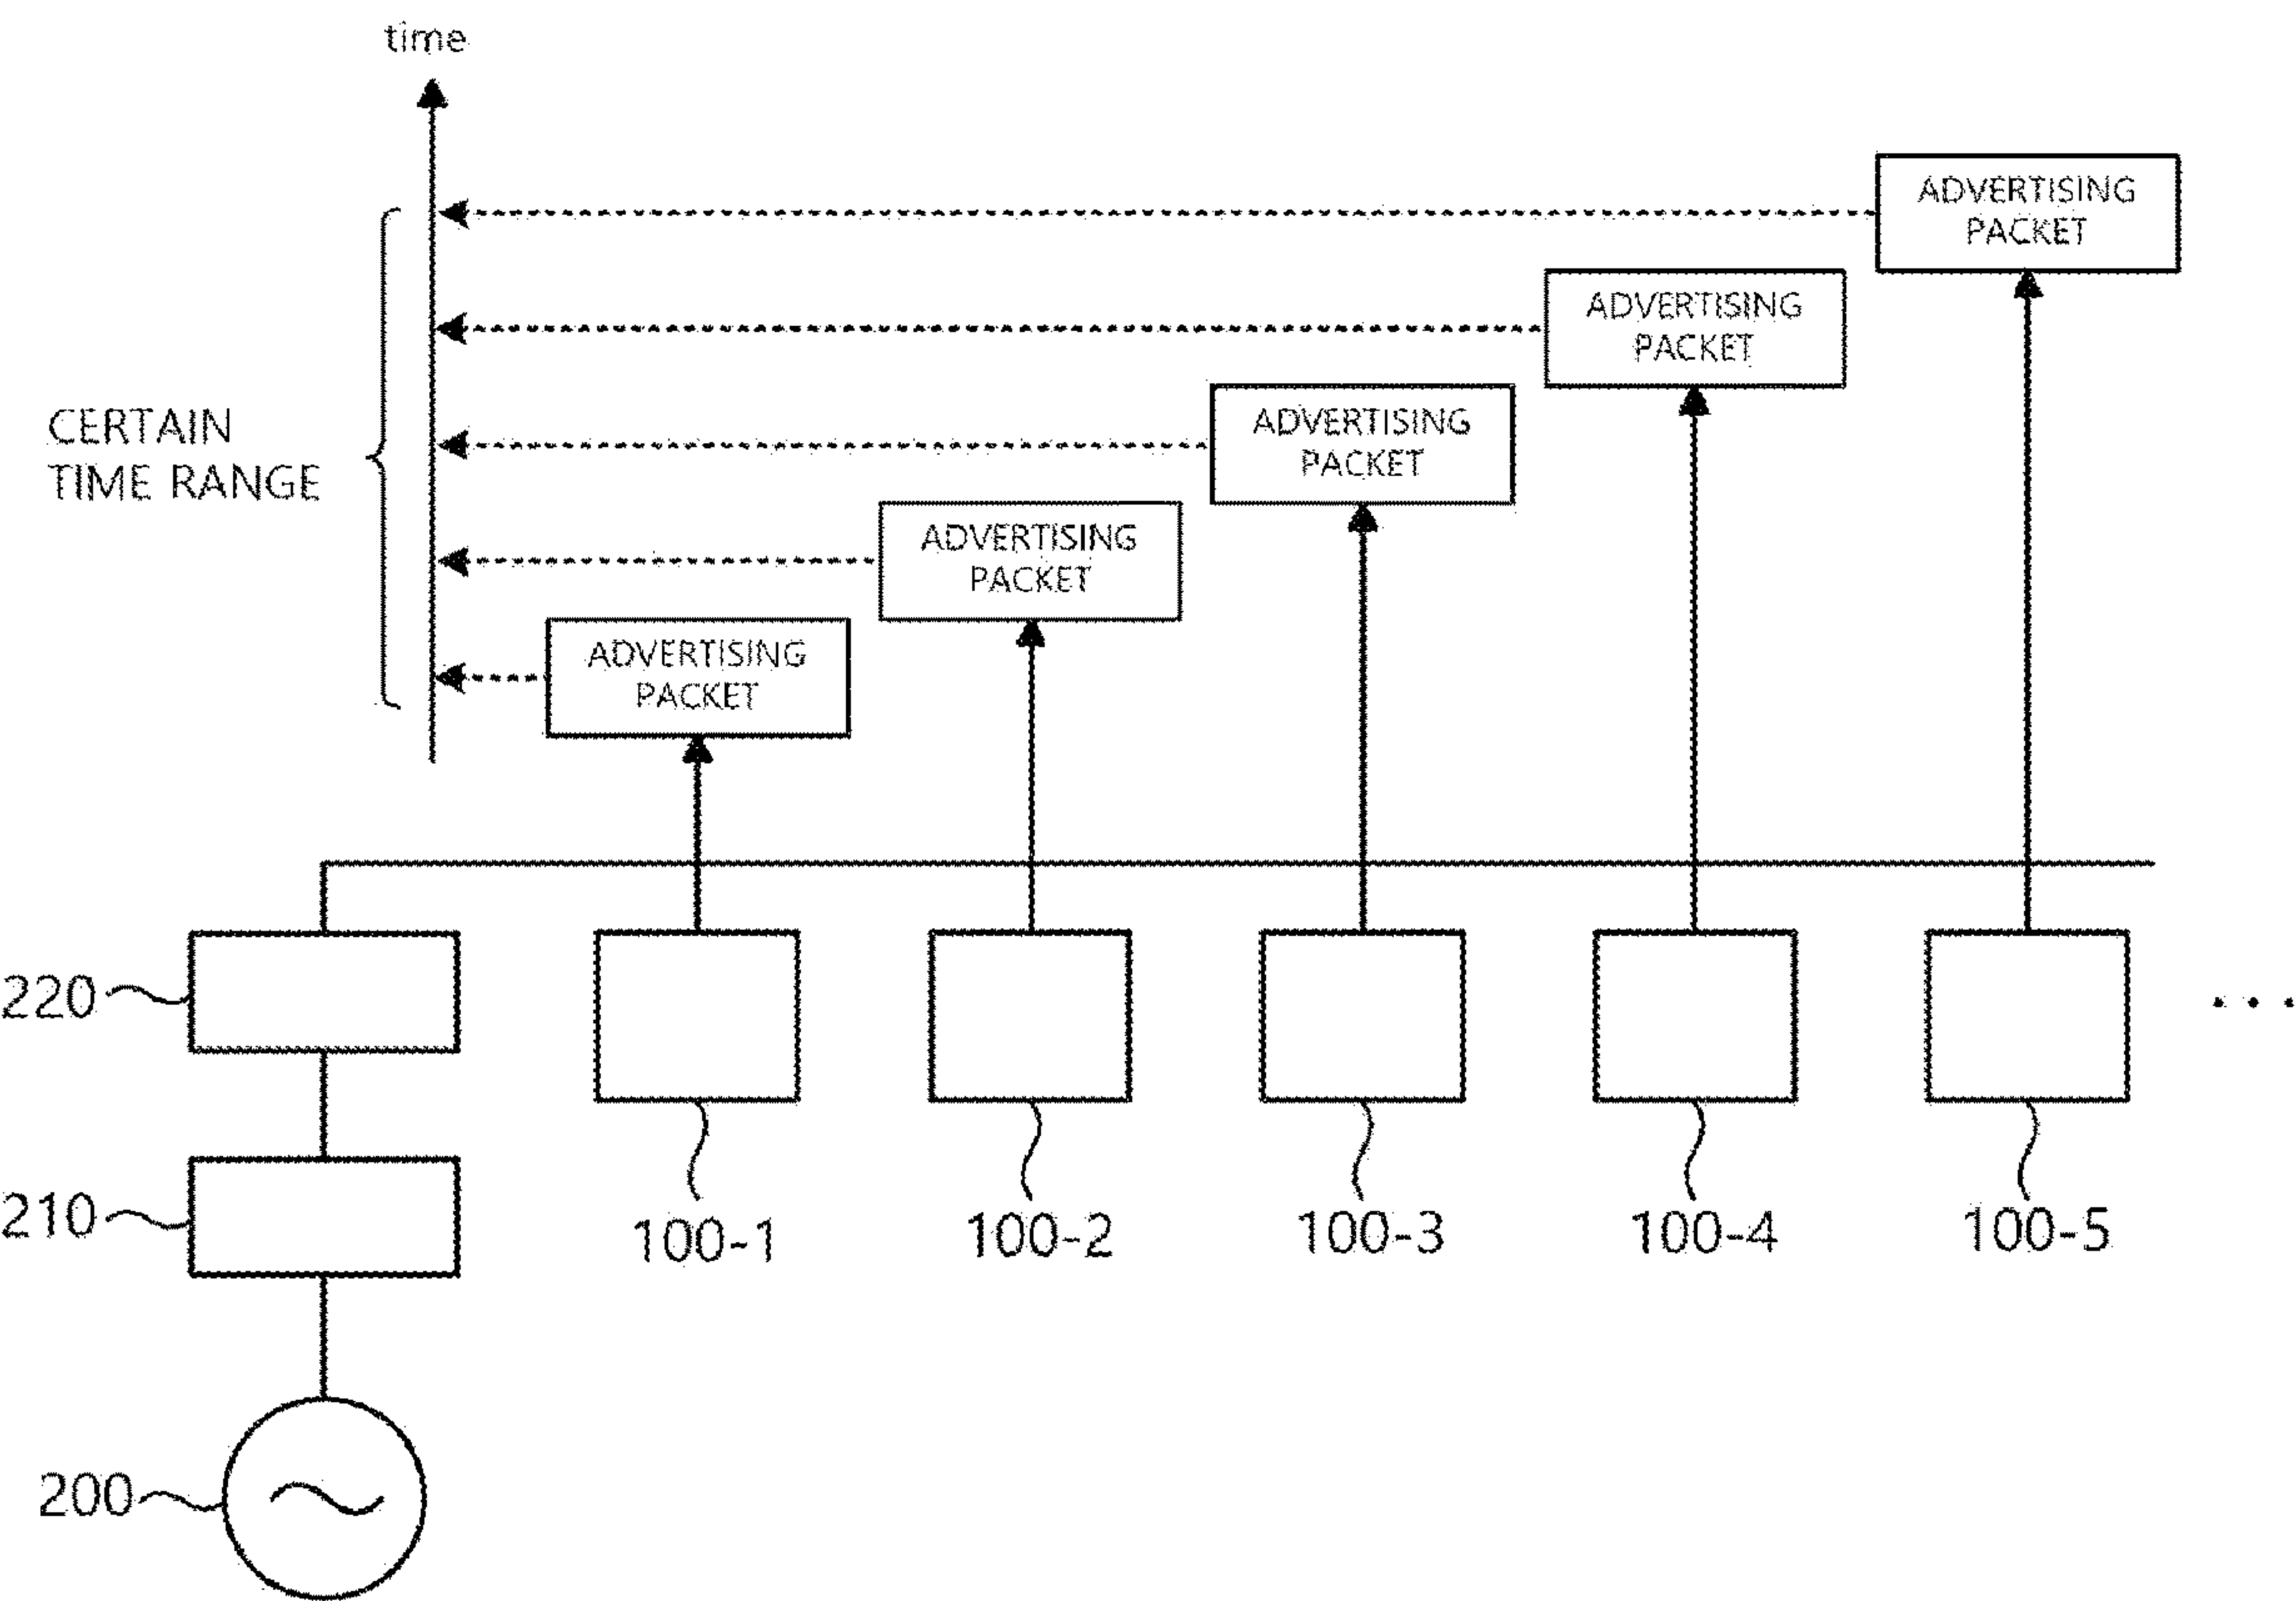 time
ADVERTISING
PACKET
ADVERTISING
PACKET
ADVERTISING
PACKET
CERTAIN
TIME RANGE
ADVERTISING
PACKET
ADVERTISING
PACKET
220
210
100-1
100-2
100-3
100-4
100-5
. . .
200